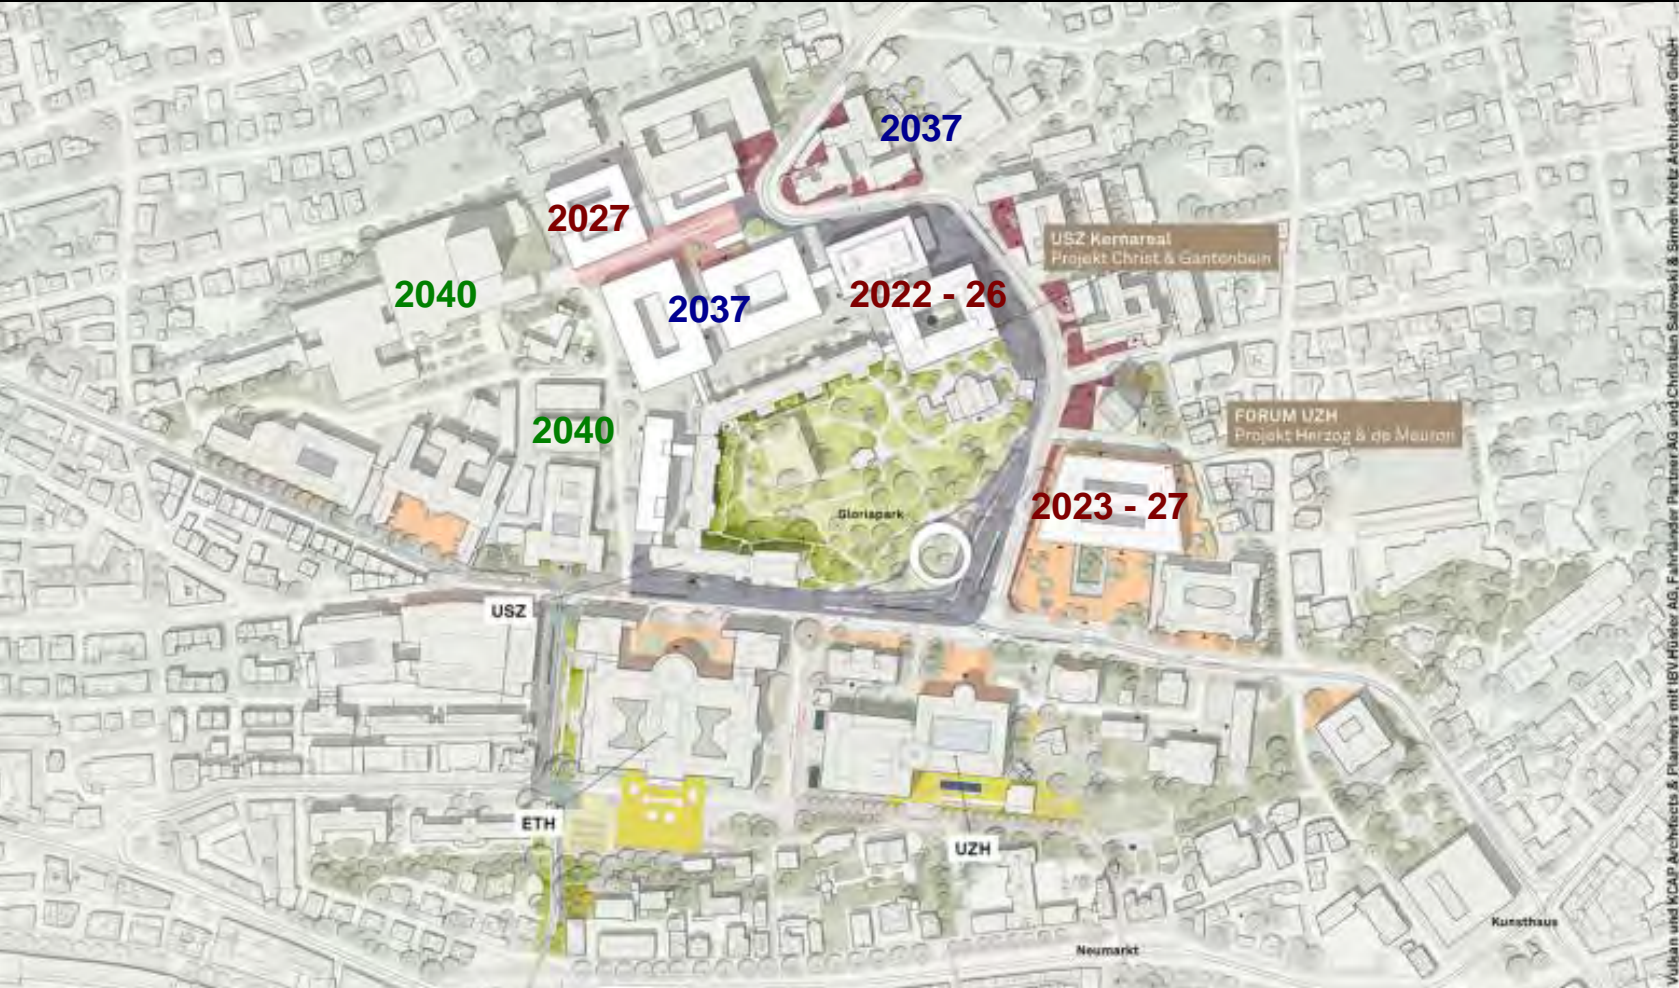 2037
2027
USZ Kernareal
Projekt Christ & Gantenbein
2040
2037
2022 - 26
FORUM UZH
Projekt Herzog & de Meuron
2040
Gloriapark
2023 - 27
USZ
ETH
UZH
Kunsthaus
Neumarkt